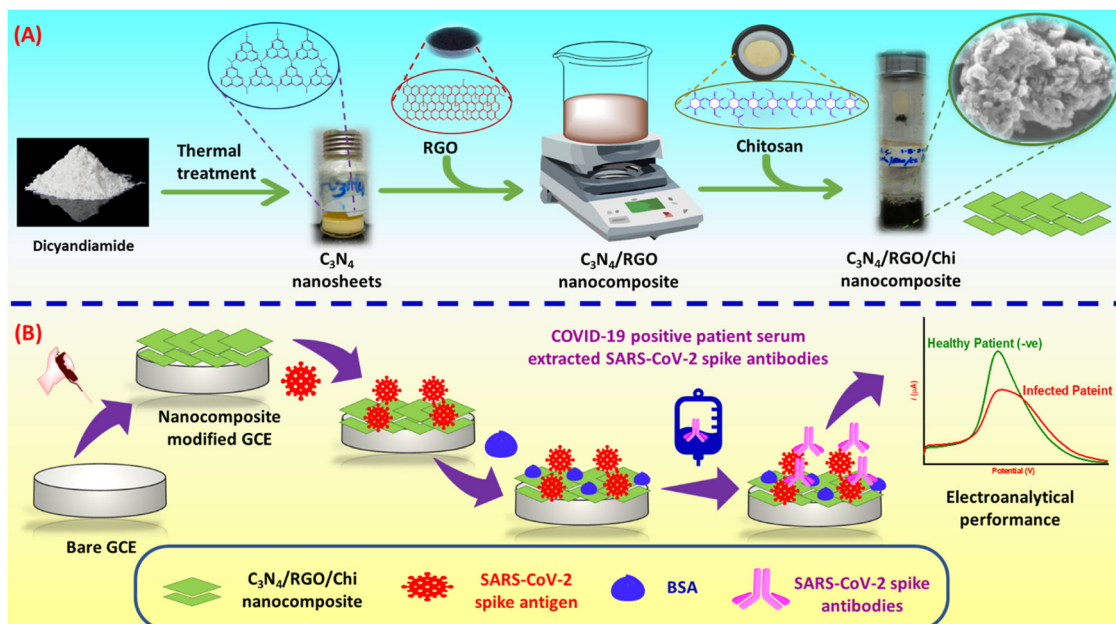 (A)
Thermal
treatment
RGO
Chitosan
Dicyandiamide
C₃N₄
nanosheets
C₃N₄/RGO
nanocomposite
C₃N₄/RGO/Chi
nanocomposite
(B)
COVID-19 positive patient serum
extracted SARS-CoV-2 spike antibodies
Healthy Patient (-ve)
Infected Pateint
I (μA)
Potential (V)
Nanocomposite
modified GCE
Bare GCE
Electroanalytical
performance
C₃N₄/RGO/Chi
nanocomposite
SARS-CoV-2
spike antigen
BSA
SARS-CoV-2 spike
antibodies